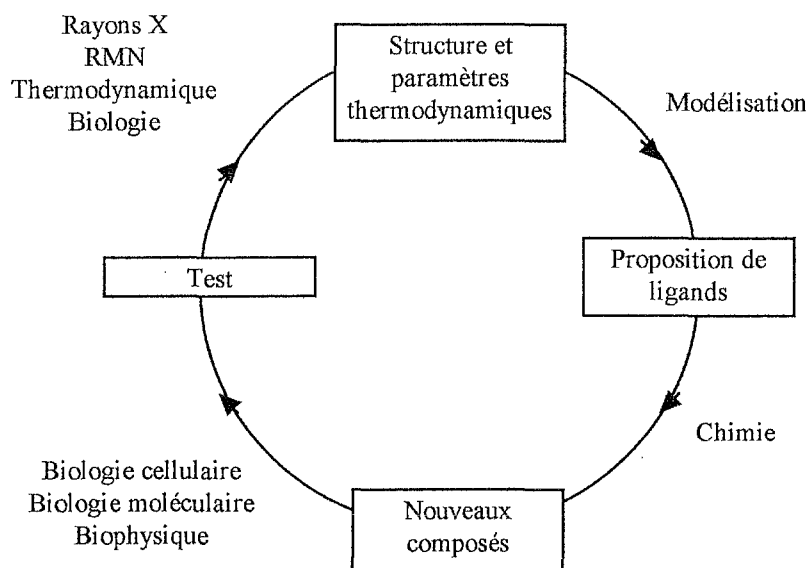 Rayons X
RMN
Thermodynamique
Biologie
Structure et
paramètres
thermodynamiques
Modélisation
Proposition de
ligands
Chimie
Nouveaux
composés
Biologie cellulaire
Biologie moléculaire
Biophysique
Test